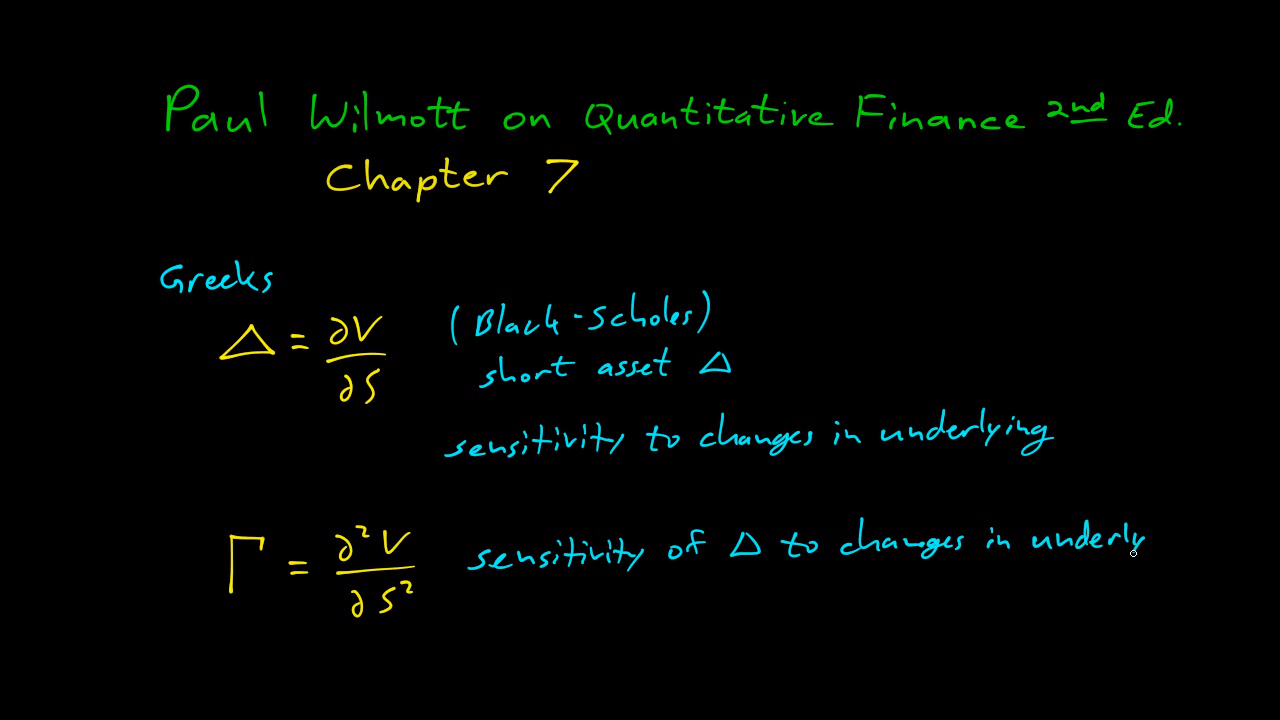 Paul Wilmott on Quantitative Finance 2nd Ed.
Chapter 7
Greeks
Δ = ∂V/∂S
(Black-Scholes)
short asset Δ
sensitivity to changes in underlying
Γ = ∂²V/∂S² sensitivity of Δ to changes in underly